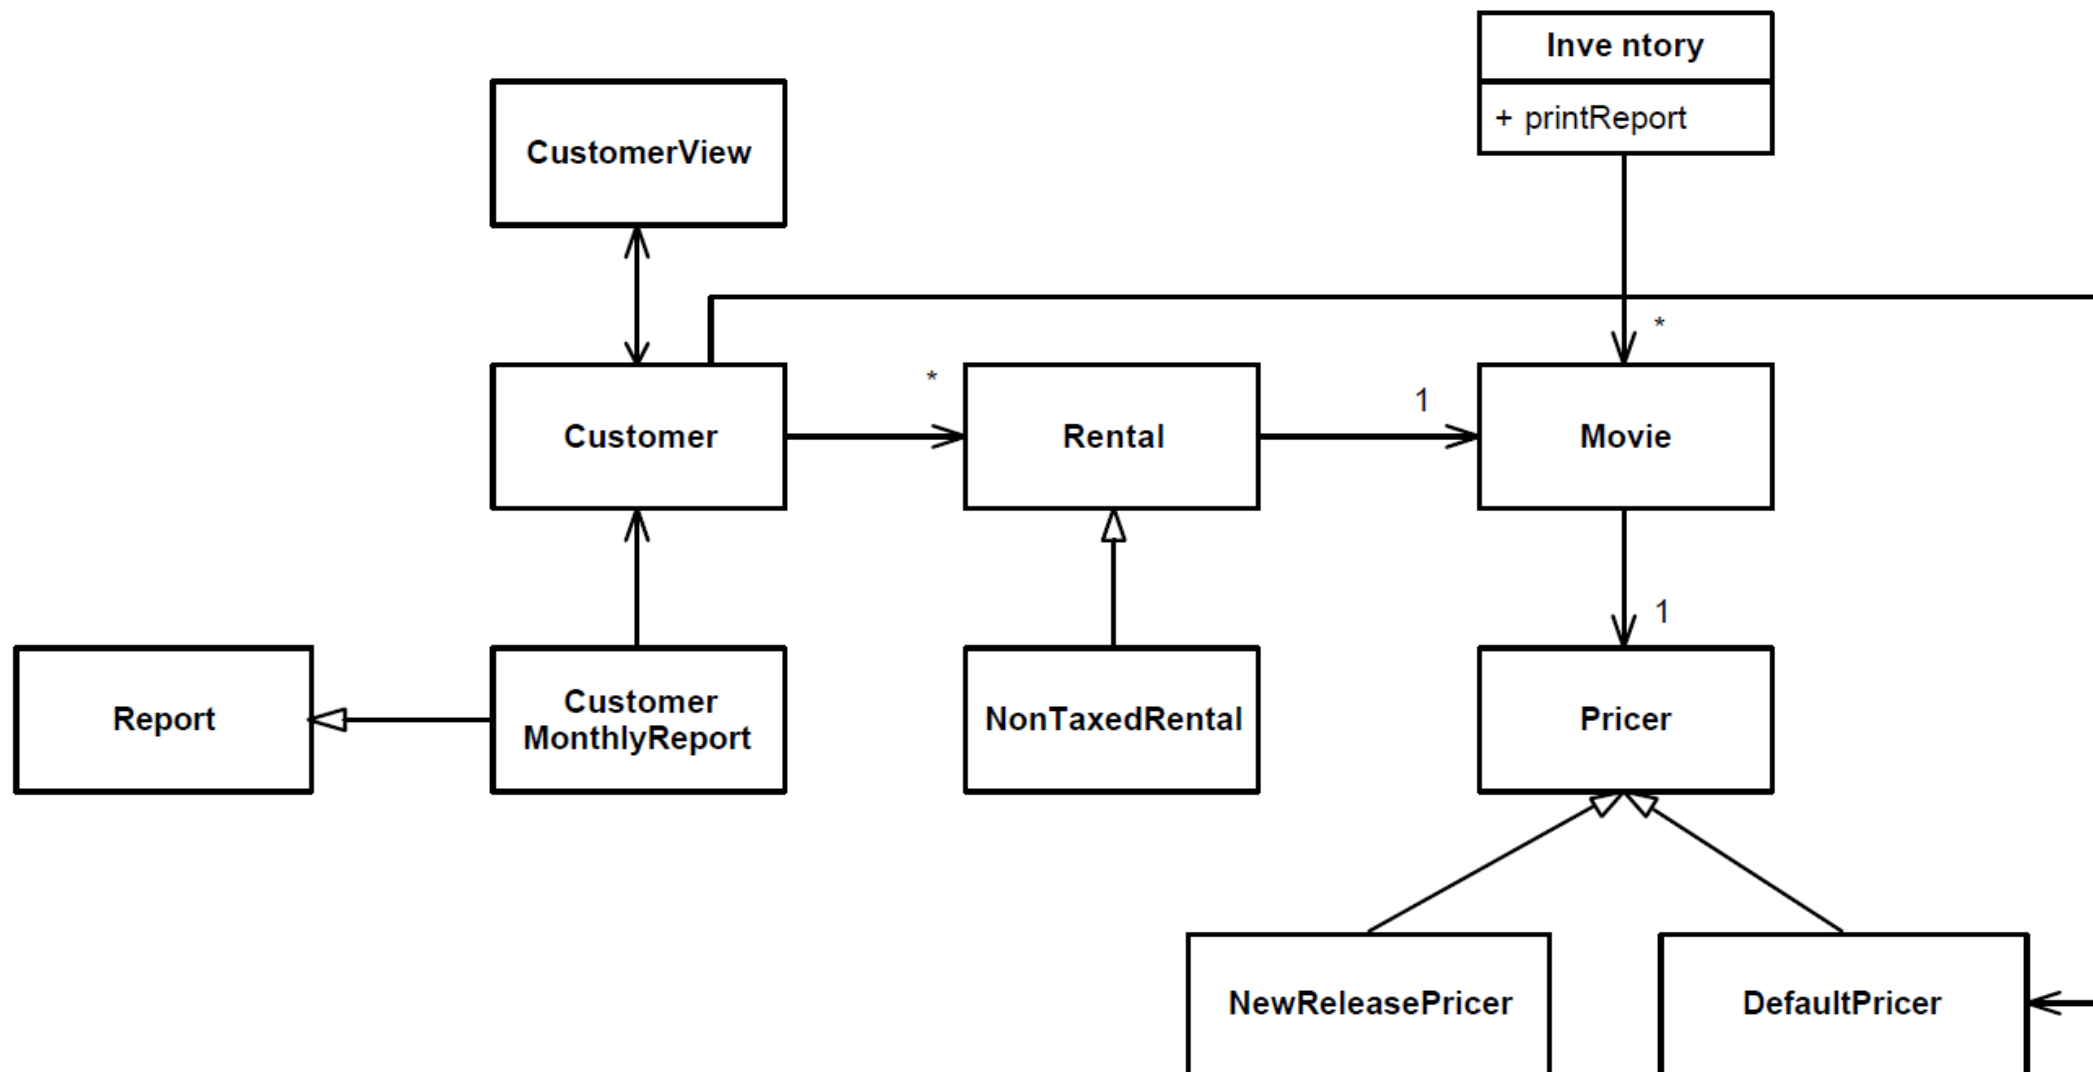 Inve ntory
+ printReport
CustomerView
*
*
1
Customer
Rental
Movie
1
Report
Customer
MonthlyReport
NonTaxedRental
Pricer
NewReleasePricer
DefaultPricer